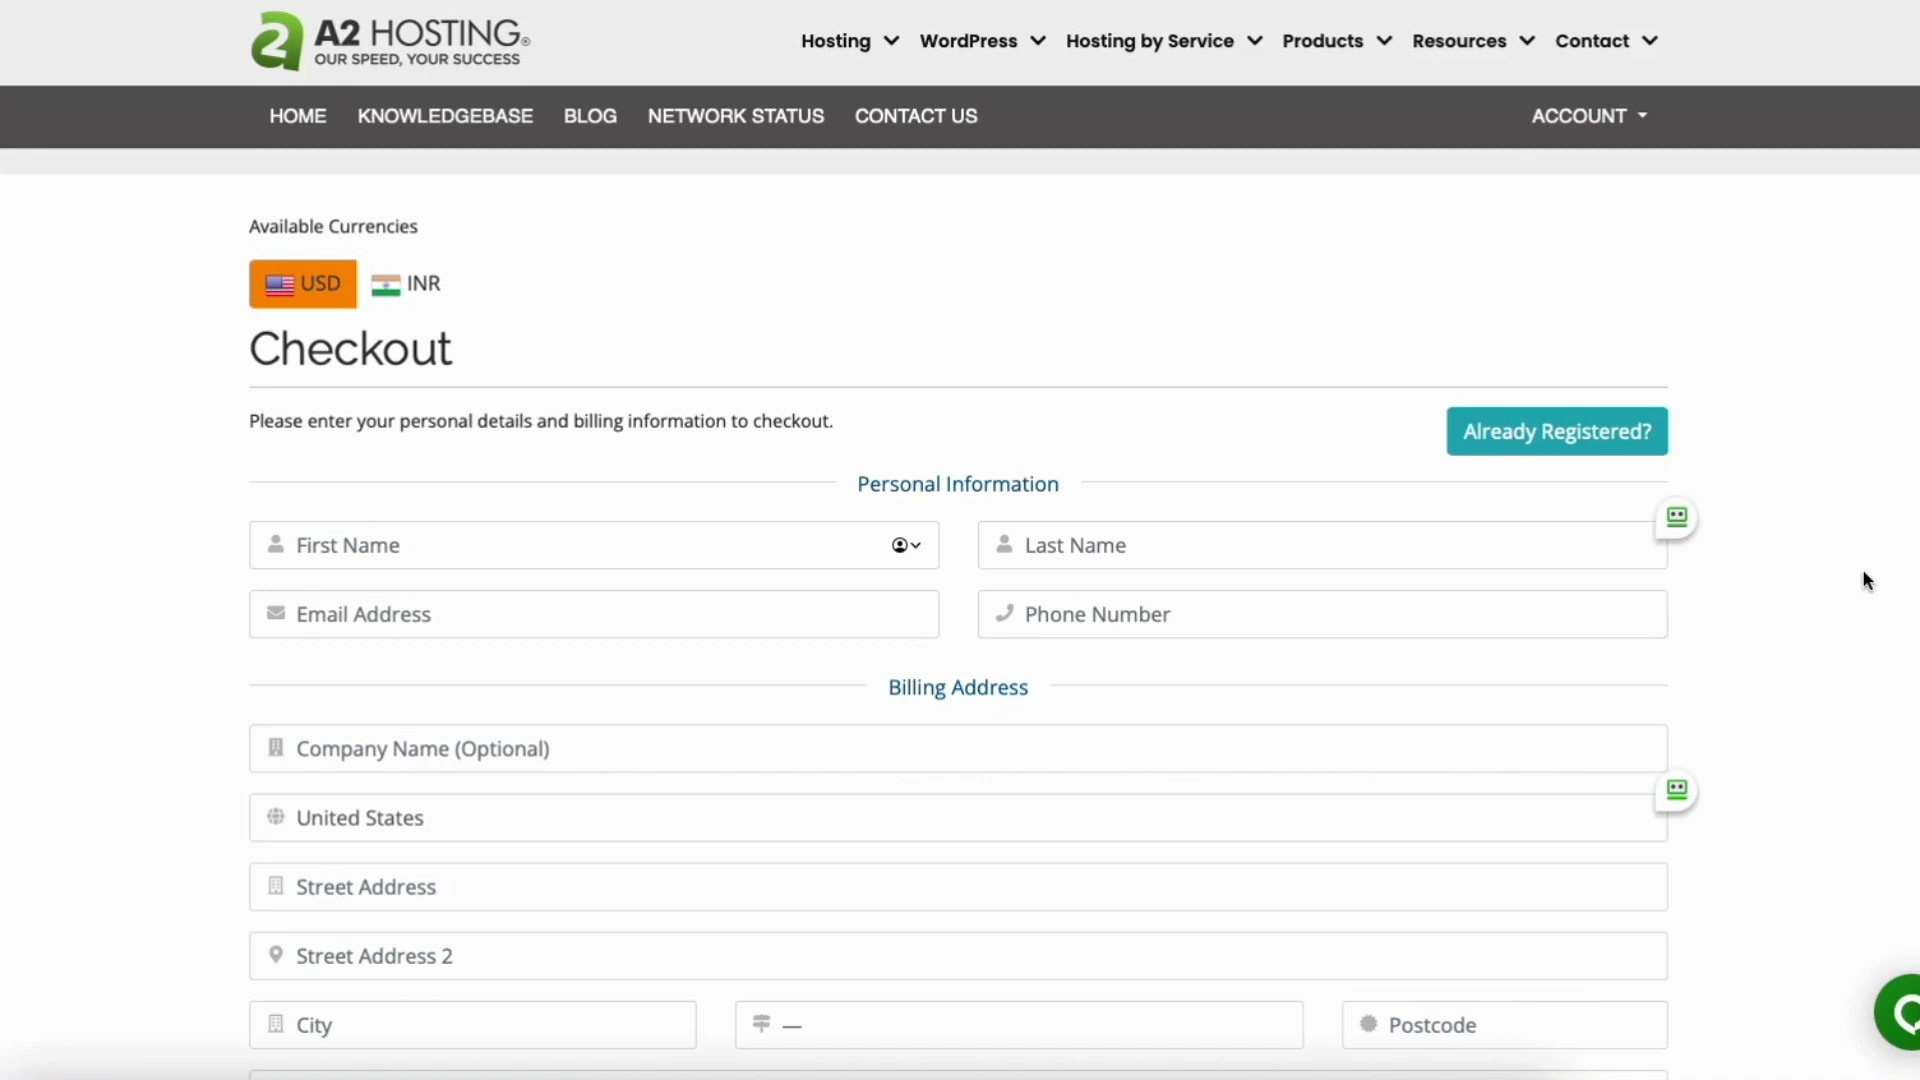 A2 HOSTING®
OUR SPEED, YOUR SUCCESS
Hosting WordPress Hosting by Service Products Resources Contact
HOME KNOWLEDGEBASE BLOG NETWORK STATUS CONTACT US ACCOUNT
Available Currencies
USD INR
Checkout
Please enter your personal details and billing information to checkout.
Already Registered?
Personal Information
First Name Last Name
Email Address Phone Number
Billing Address
Company Name (Optional)
United States
Street Address
Street Address 2
City — Postcode